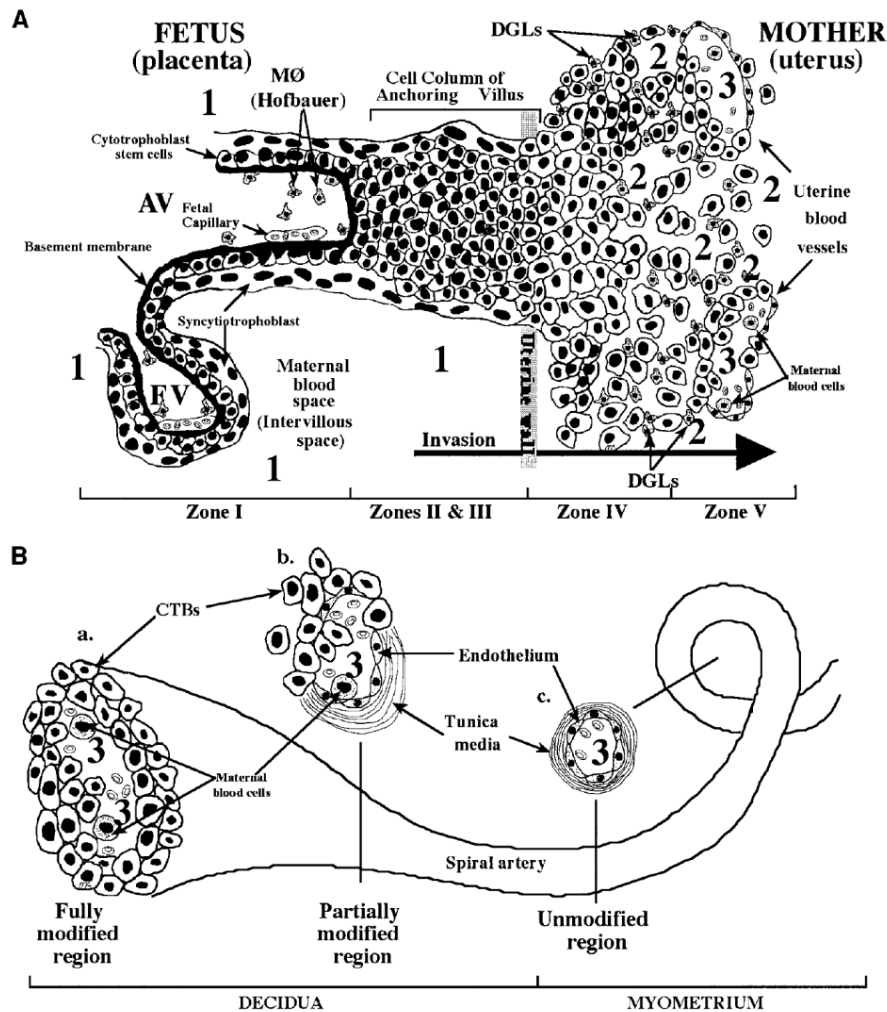 A
FETUS
(placenta)
MØ
(Hofbauer)
1
Cell Column of
Anchoring Villus
DGLs
2
3
MOTHER
(uterus)
Cytotrophoblast
stem cells
AV
Fetal
Capillary
Basement membrane
2
2
Uterine
blood
vessels
2
2
Syncytiotrophoblast
1
FV
Maternal
blood
space
(Intervillous
space)
1
1
Uterine wall
3
Maternal
blood cells
2
Invasion
DGLs
Zone I
Zones II & III
Zone IV
Zone V
B
b.
CTBs
a.
3
Endothelium
c.
Tunica
media
3
3
Maternal
blood cells
3
Spiral artery
Fully
modified
region
Partially
modified
region
Unmodified
region
DECIDUA
MYOMETRIUM